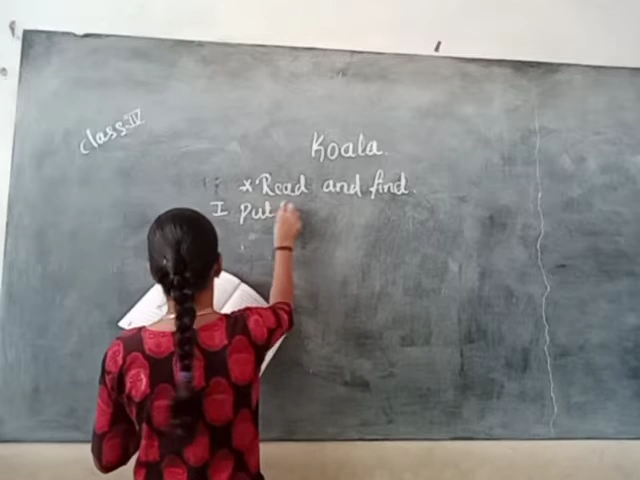 class IV
Koala.
* Read and find.
I Put